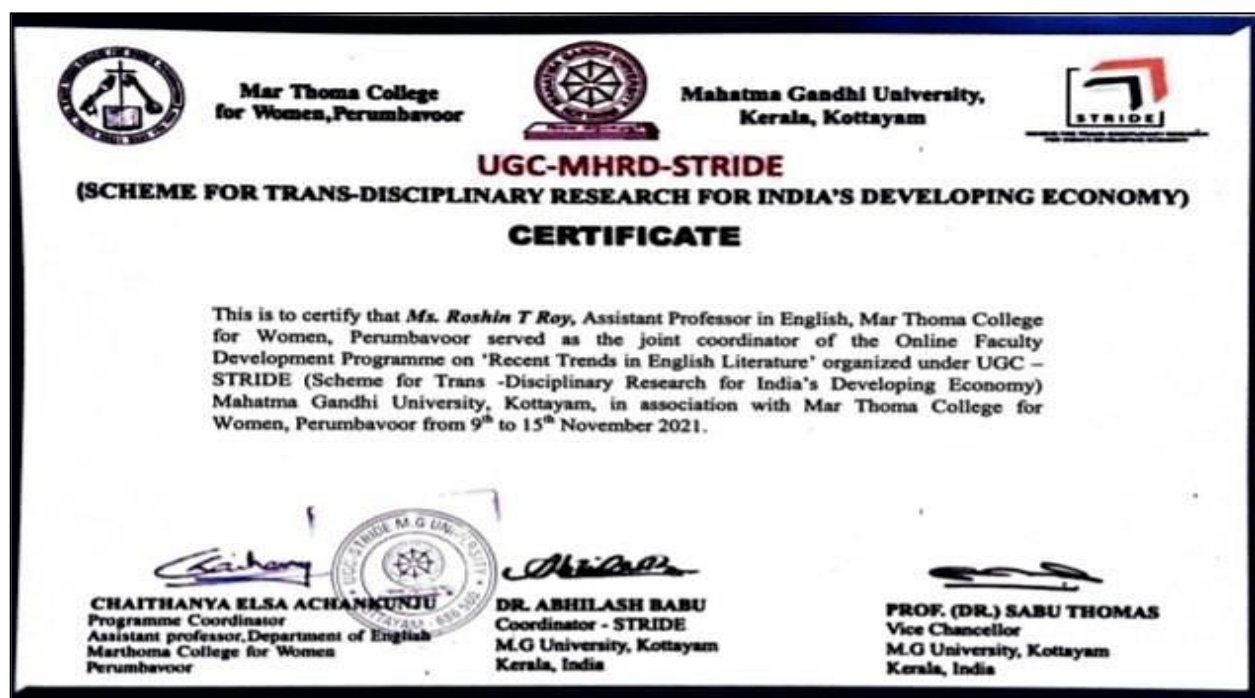 Mar Thoma College
for Women, Perumbavoor
MAHATMA GANDHI UNIVERSITY
Mahatma Gandhi University,
Kerala, Kottayam
STRIDE
UGC-MHRD-STRIDE
(SCHEME FOR TRANS-DISCIPLINARY RESEARCH FOR INDIA'S DEVELOPING ECONOMY)
CERTIFICATE
This is to certify that Ms. Roshin T Roy, Assistant Professor in English, Mar Thoma College
for Women, Perumbavoor served as the joint coordinator of the Online Faculty
Development Programme on 'Recent Trends in English Literature' organized under UGC –
STRIDE (Scheme for Trans -Disciplinary Research for India's Developing Economy)
Mahatma Gandhi University, Kottayam, in association with Mar Thoma College for
Women, Perumbavoor from 9th to 15th November 2021.
UGC-STRIDE M.G UNIVERSITY
KOTTAYAM - 686 560
CHAITHANYA ELSA ACHANKUNJU
Programme Coordinator
Assistant professor, Department of English
Marthoma College for Women
Perumbavoor
DR. ABHILASH BABU
Coordinator - STRIDE
M.G University, Kottayam
Kerala, India
PROF. (DR.) SABU THOMAS
Vice Chancellor
M.G University, Kottayam
Kerala, India